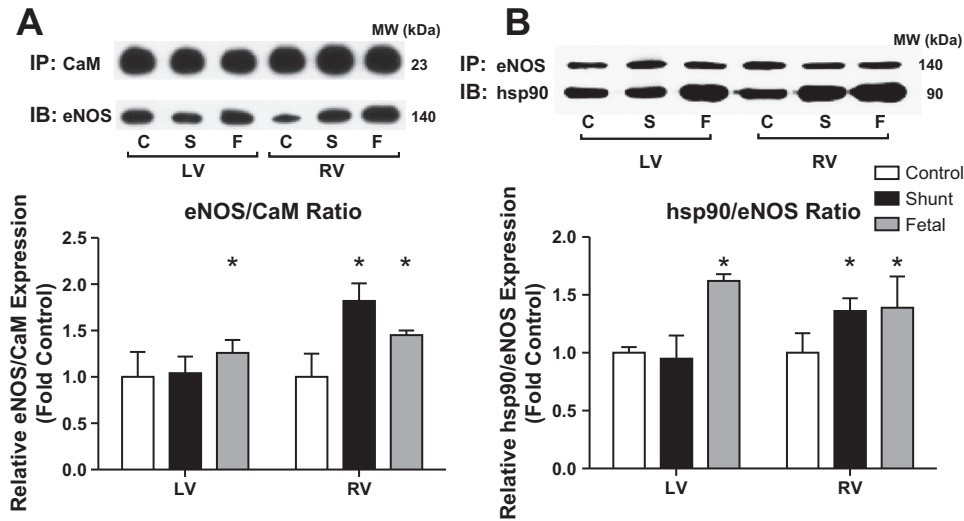 A
MW (kDa)
IP: CaM
23
IB: eNOS
140
C S F C S F
LV RV
eNOS/CaM Ratio
Relative eNOS/CaM Expression
(Fold Control)
2.5
2.0
1.5
1.0
0.5
0.0
* * *
LV RV
B
MW (kDa)
IP: eNOS
140
IB: hsp90
90
C S F C S F
LV RV
Control
Shunt
Fetal
hsp90/eNOS Ratio
Relative hsp90/eNOS Expression
(Fold Control)
2.0
1.5
1.0
0.5
0.0
* * *
LV RV